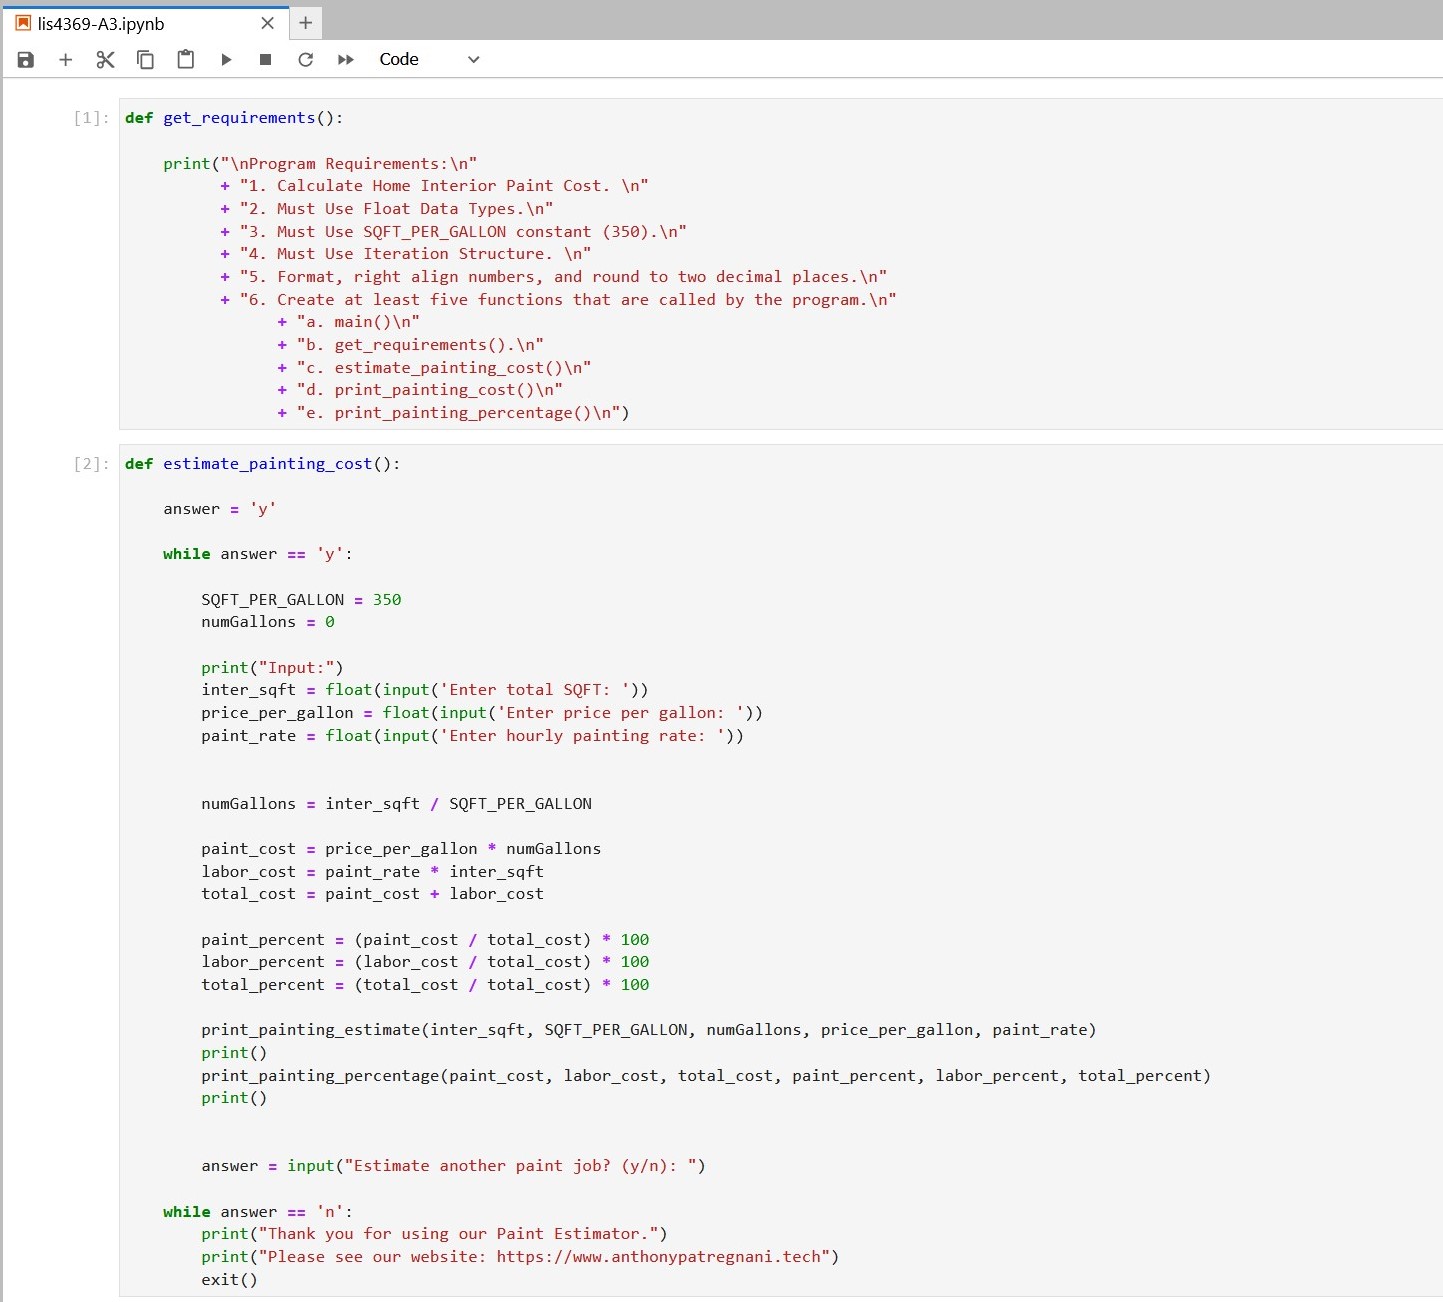 lis4369-A3.ipynb
Code
[1]: def get_requirements():
print("\nProgram Requirements:\n"
+ "1. Calculate Home Interior Paint Cost. \n"
+ "2. Must Use Float Data Types.\n"
+ "3. Must Use SQFT_PER_GALLON constant (350).\n"
+ "4. Must Use Iteration Structure. \n"
+ "5. Format, right align numbers, and round to two decimal places.\n"
+ "6. Create at least five functions that are called by the program.\n"
+ "a. main()\n"
+ "b. get_requirements().\n"
+ "c. estimate_painting_cost()\n"
+ "d. print_painting_cost()\n"
+ "e. print_painting_percentage()\n")
[2]: def estimate_painting_cost():
answer = 'y'
while answer == 'y':
SQFT_PER_GALLON = 350
numGallons = 0
print("Input:")
inter_sqft = float(input('Enter total SQFT: '))
price_per_gallon = float(input('Enter price per gallon: '))
paint_rate = float(input('Enter hourly painting rate: '))
numGallons = inter_sqft / SQFT_PER_GALLON
paint_cost = price_per_gallon * numGallons
labor_cost = paint_rate * inter_sqft
total_cost = paint_cost + labor_cost
paint_percent = (paint_cost / total_cost) * 100
labor_percent = (labor_cost / total_cost) * 100
total_percent = (total_cost / total_cost) * 100
print_painting_estimate(inter_sqft, SQFT_PER_GALLON, numGallons, price_per_gallon, paint_rate)
print()
print_painting_percentage(paint_cost, labor_cost, total_cost, paint_percent, labor_percent, total_percent)
print()
answer = input("Estimate another paint job? (y/n): ")
while answer == 'n':
print("Thank you for using our Paint Estimator.")
print("Please see our website: https://www.anthonypatregnani.tech")
exit()